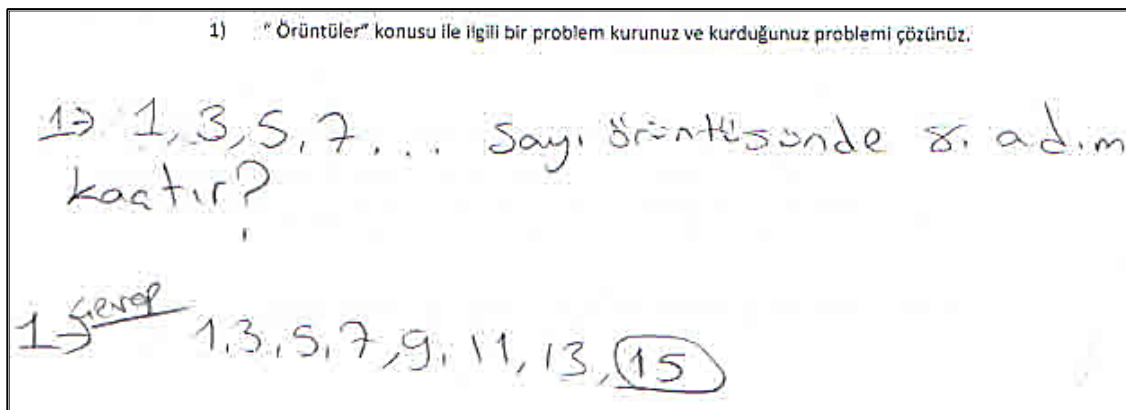 1) " Örüntüler" konusu ile ilgili bir problem kurunuz ve kurduğunuz problemi çözünüz.
1→ 1, 3, 5, 7... Sayı örüntüsünde 8. adım
kaçtır?
1→ Cevap 1, 3, 5, 7, 9, 11, 13, 15